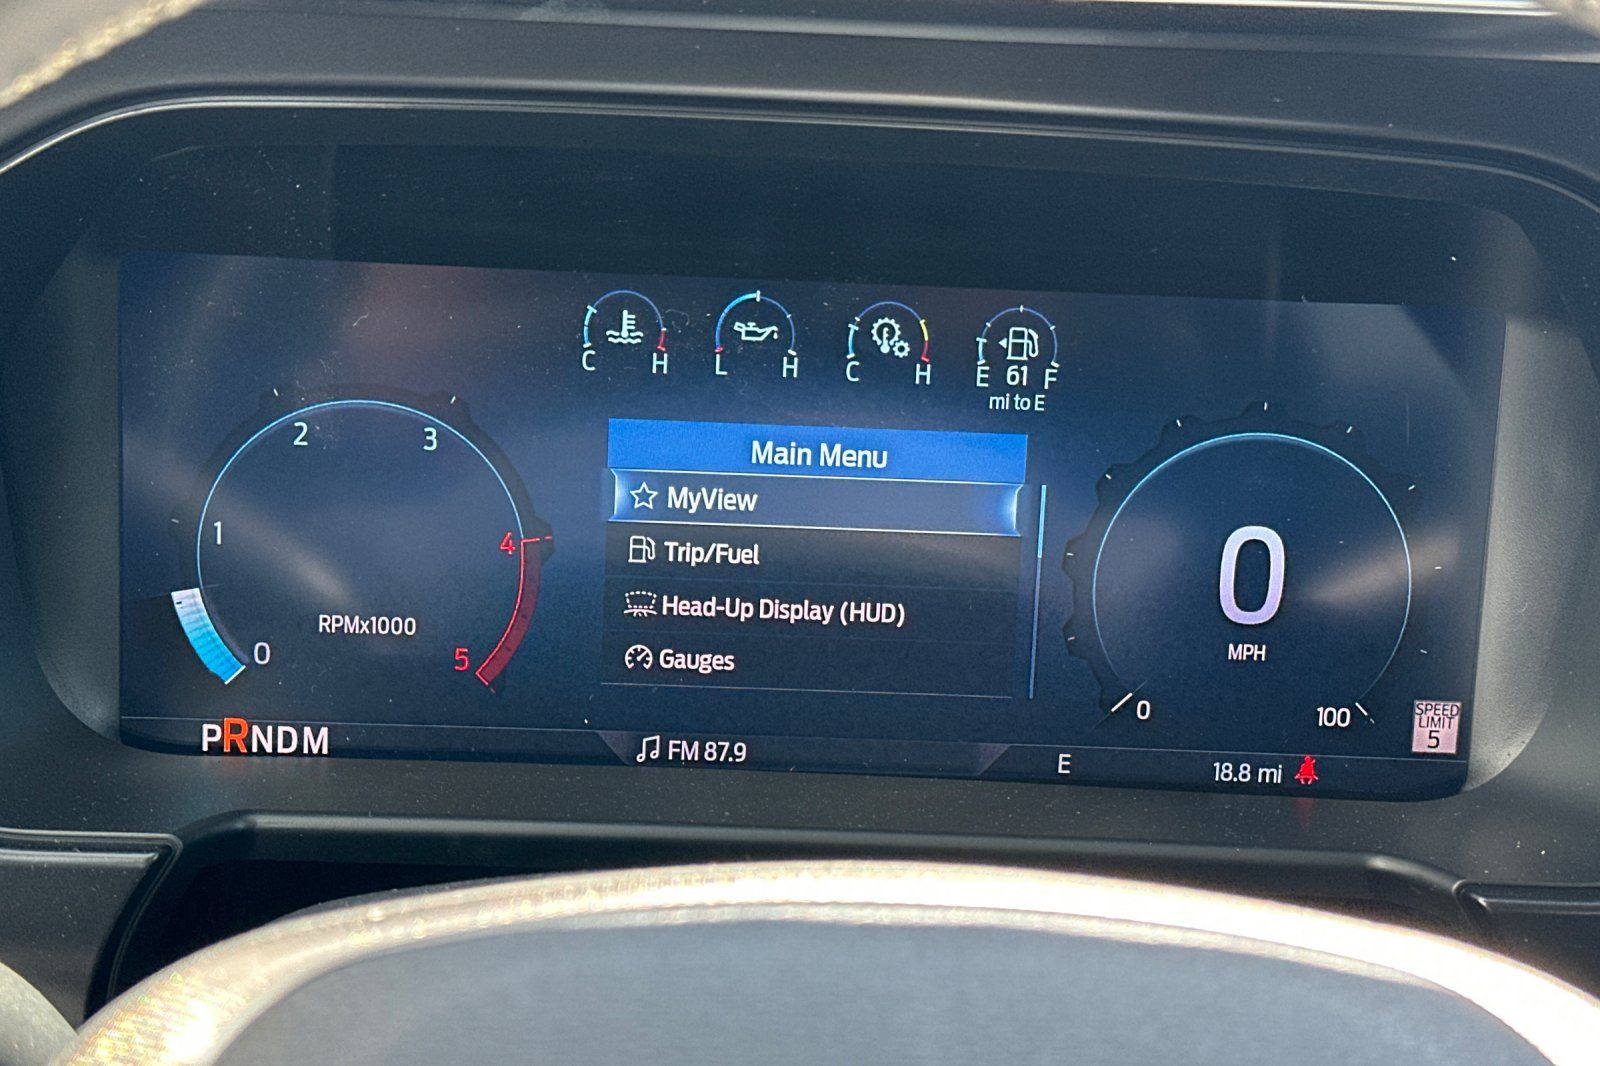 C H
L H
C H
E 61 F
mi to E
0 1 2 3 4 5
RPMx1000
Main Menu
MyView
Trip/Fuel
Head-Up Display (HUD)
Gauges
0
MPH
0 100
SPEED
LIMIT
5
PRNDM
FM 87.9
E
18.8 mi